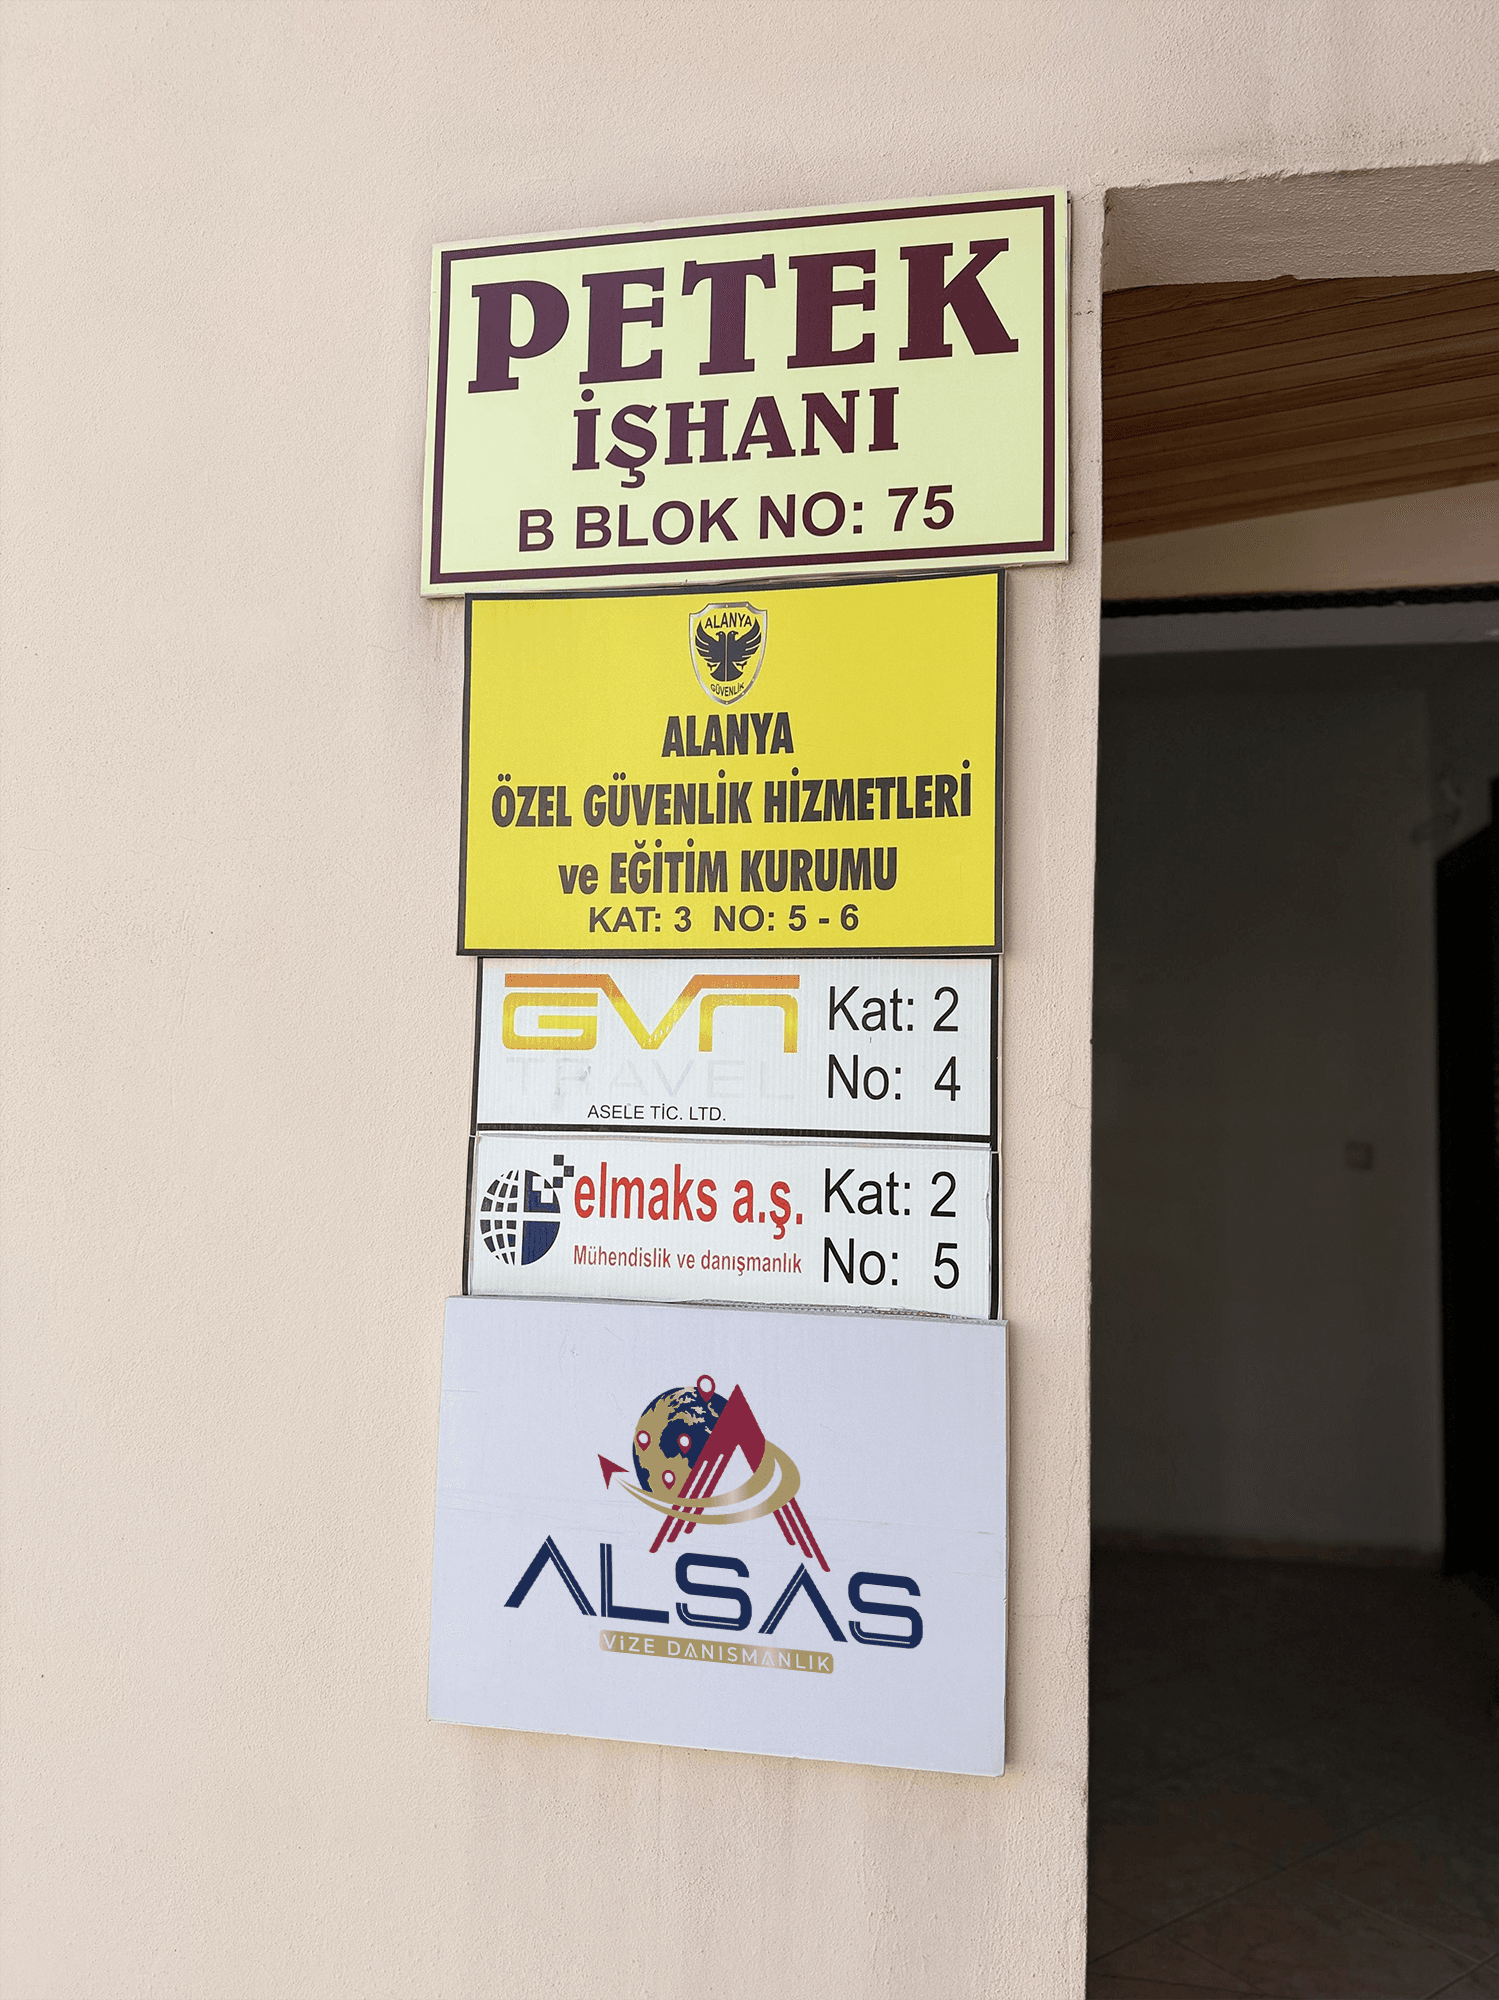 PETEK
İŞHANI
B BLOK NO: 75
ALANYA
GÜVENLİK
ALANYA
ÖZEL GÜVENLİK HİZMETLERİ
ve EĞİTİM KURUMU
KAT: 3 NO: 5 - 6
GVN
TRAVEL
ASELE TİC. LTD.
Kat: 2
No: 4
elmaks a.ş.
Mühendislik ve danışmanlık
Kat: 2
No: 5
ALSAS
VİZE DANISMANLIK